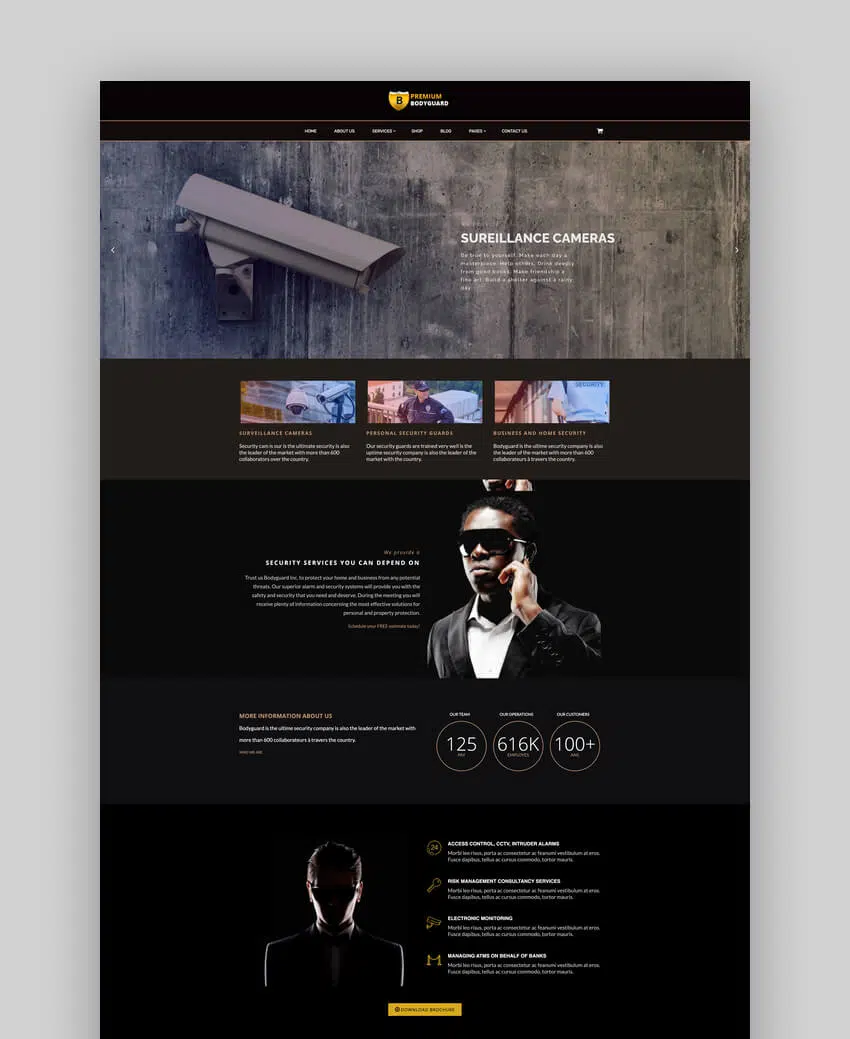 B PREMIUM
BODYGUARD
HOME ABOUT US SERVICES SHOP BLOG PAGES CONTACT US
SUREILLANCE CAMERAS
Be true to yourself. Make each day a
masterpiece. Help others. Drink deeply
from good books. Make friendship a
fine art. Build a shelter against a rainy
day.
SECURITY
SURVEILLANCE CAMERAS
Security cam is our is the ultimate security is also
the leader of the market with more than 600
collaborators over the country.
PERSONAL SECURITY GUARDS
Our security guards are trained very well is the
uptime security company is also the leader of the
market with the country.
BUSINESS AND HOME SECURITY
Bodyguard is the ultime security company is also
the leader of the market with more than 600
collaborateurs à travers the country.
We provide a
SECURITY SERVICES YOU CAN DEPEND ON
Trust us Bodyguard Inc. to protect your home and business from any potential
threats. Our superior alarm and security systems will provide you with the
safety and security that you need and deserve. During the meeting you will
receive plenty of information concerning the most effective solutions for
personal and property protection.
Schedule your FREE estimate today!
MORE INFORMATION ABOUT US
Bodyguard is the ultime security company is also the leader of the market with
more than 600 collaborateurs à travers the country.
WHO WE ARE
OUR TEAM OUR OPERATIONS OUR CUSTOMERS
125 616K 100+
PAY EMPLOYES ANS
24
ACCESS CONTROL, CCTV, INTRUDER ALARMS
Morbi leo risus, porta ac consectetur ac feanumi vestibulum at eros.
Fusce dapibus, tellus ac cursus commodo, tortor mauris.
RISK MANAGEMENT CONSULTANCY SERVICES
Morbi leo risus, porta ac consectetur ac feanumi vestibulum at eros.
Fusce dapibus, tellus ac cursus commodo, tortor mauris.
ELECTRONIC MONITORING
Morbi leo risus, porta ac consectetur ac feanumi vestibulum at eros.
Fusce dapibus, tellus ac cursus commodo, tortor mauris.
MANAGING ATMS ON BEHALF OF BANKS
Morbi leo risus, porta ac consectetur ac feanumi vestibulum at eros.
Fusce dapibus, tellus ac cursus commodo, tortor mauris.
DOWNLOAD BROCHURE